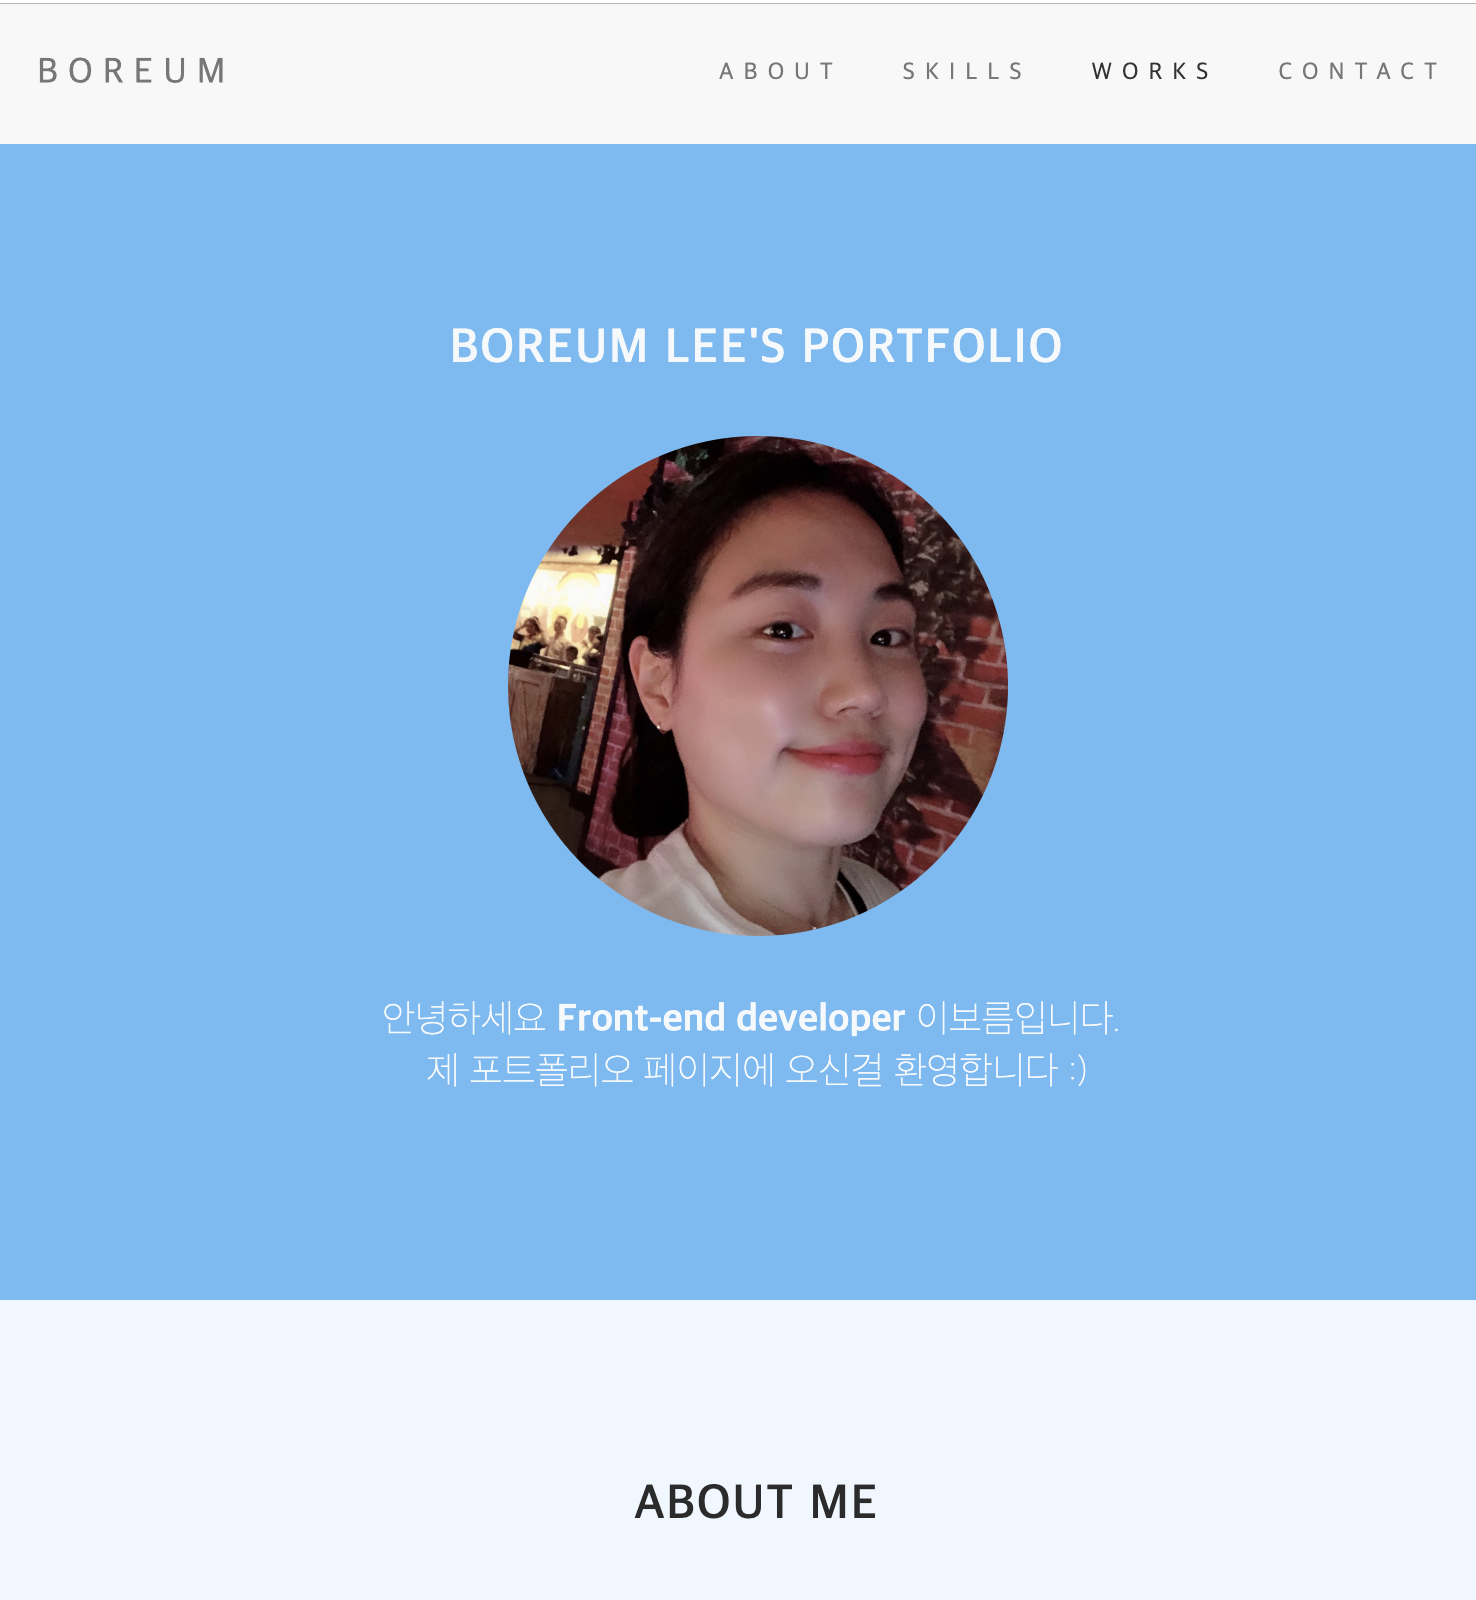 BOREUM
ABOUT SKILLS WORKS CONTACT
BOREUM LEE'S PORTFOLIO
안녕하세요 Front-end developer 이보름입니다.
제 포트폴리오 페이지에 오신걸 환영합니다 :)
ABOUT ME